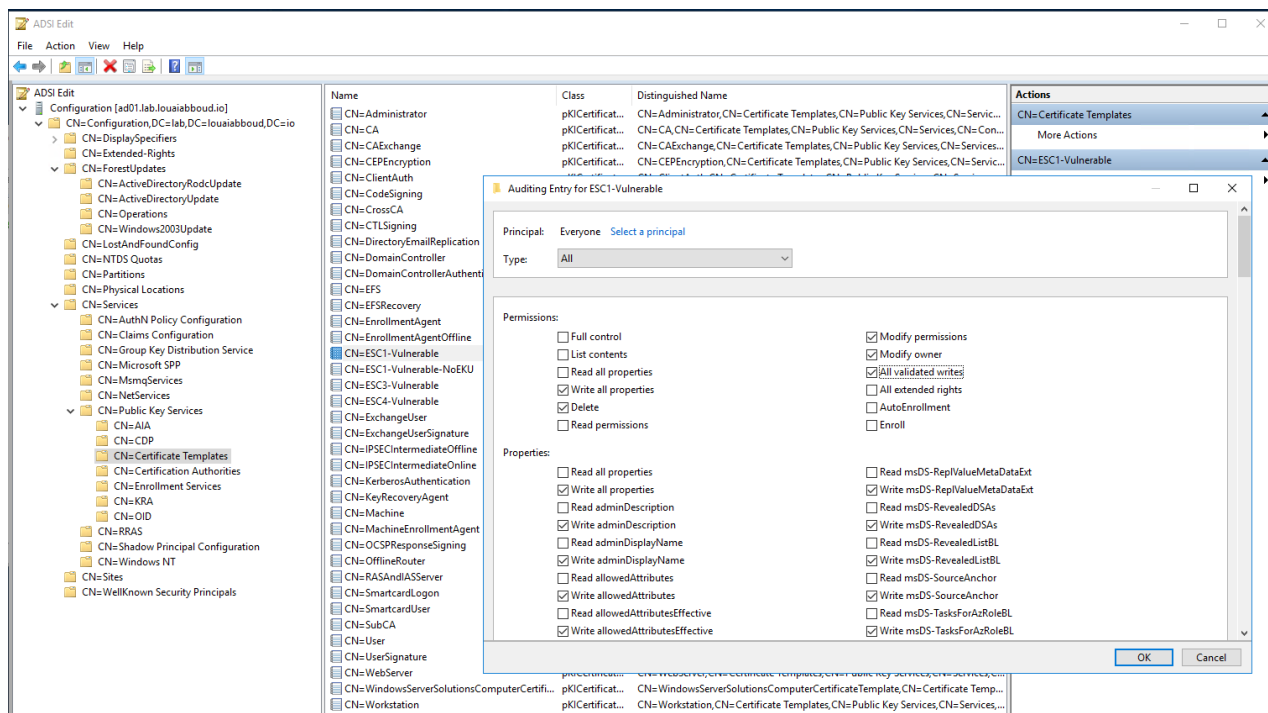 ADSI Edit
File Action View Help
ADSI Edit
Configuration [ad01.lab.louaiabboud.io]
CN=Configuration,DC=lab,DC=louaiabboud,DC=io
CN=DisplaySpecifiers
CN=Extended-Rights
CN=ForestUpdates
CN=ActiveDirectoryRodcUpdate
CN=ActiveDirectoryUpdate
CN=Operations
CN=Windows2003Update
CN=LostAndFoundConfig
CN=NTDS Quotas
CN=Partitions
CN=Physical Locations
CN=Services
CN=AuthN Policy Configuration
CN=Claims Configuration
CN=Group Key Distribution Service
CN=Microsoft SPP
CN=MsmqServices
CN=NetServices
CN=Public Key Services
CN=AIA
CN=CDP
CN=Certificate Templates
CN=Certification Authorities
CN=Enrollment Services
CN=KRA
CN=OID
CN=RRAS
CN=Shadow Principal Configuration
CN=Windows NT
CN=Sites
CN=WellKnown Security Principals
Name Class Distinguished Name
CN=Administrator pKICertificat... CN=Administrator,CN=Certificate Templates,CN=Public Key Services,CN=Servic...
CN=CA pKICertificat... CN=CA,CN=Certificate Templates,CN=Public Key Services,CN=Services,CN=Con...
CN=CAExchange pKICertificat... CN=CAExchange,CN=Certificate Templates,CN=Public Key Services,CN=Services...
CN=CEPEncryption pKICertificat... CN=CEPEncryption,CN=Certificate Templates,CN=Public Key Services,CN=Servic...
CN=ClientAuth
CN=CodeSigning
CN=CrossCA
CN=CTLSigning
CN=DirectoryEmailReplication
CN=DomainController
CN=DomainControllerAuthenti
CN=EFS
CN=EFSRecovery
CN=EnrollmentAgent
CN=EnrollmentAgentOffline
CN=ESC1-Vulnerable
CN=ESC1-Vulnerable-NoEKU
CN=ESC3-Vulnerable
CN=ESC4-Vulnerable
CN=ExchangeUser
CN=ExchangeUserSignature
CN=IPSECIntermediateOffline
CN=IPSECIntermediateOnline
CN=KerberosAuthentication
CN=KeyRecoveryAgent
CN=Machine
CN=MachineEnrollmentAgent
CN=OCSPResponseSigning
CN=OfflineRouter
CN=RASAndIASServer
CN=SmartcardLogon
CN=SmartcardUser
CN=SubCA
CN=User
CN=UserSignature
CN=WebServer
CN=WindowsServerSolutionsComputerCertifi... pKICertificat... CN=WindowsServerSolutionsComputerCertificateTemplate,CN=Certificate Temp...
CN=Workstation pKICertificat... CN=Workstation,CN=Certificate Templates,CN=Public Key Services,CN=Services,...
Actions
CN=Certificate Templates
More Actions
CN=ESC1-Vulnerable
Auditing Entry for ESC1-Vulnerable
Principal: Everyone Select a principal
Type: All
Permissions:
Full control Modify permissions
List contents Modify owner
Read all properties All validated writes
Write all properties All extended rights
Delete AutoEnrollment
Read permissions Enroll
Properties:
Read all properties Read msDS-ReplValueMetaDataExt
Write all properties Write msDS-ReplValueMetaDataExt
Read adminDescription Read msDS-RevealedDSAs
Write adminDescription Write msDS-RevealedDSAs
Read adminDisplayName Read msDS-RevealedListBL
Write adminDisplayName Write msDS-RevealedListBL
Read allowedAttributes Read msDS-SourceAnchor
Write allowedAttributes Write msDS-SourceAnchor
Read allowedAttributesEffective Read msDS-TasksForAzRoleBL
Write allowedAttributesEffective Write msDS-TasksForAzRoleBL
OK Cancel